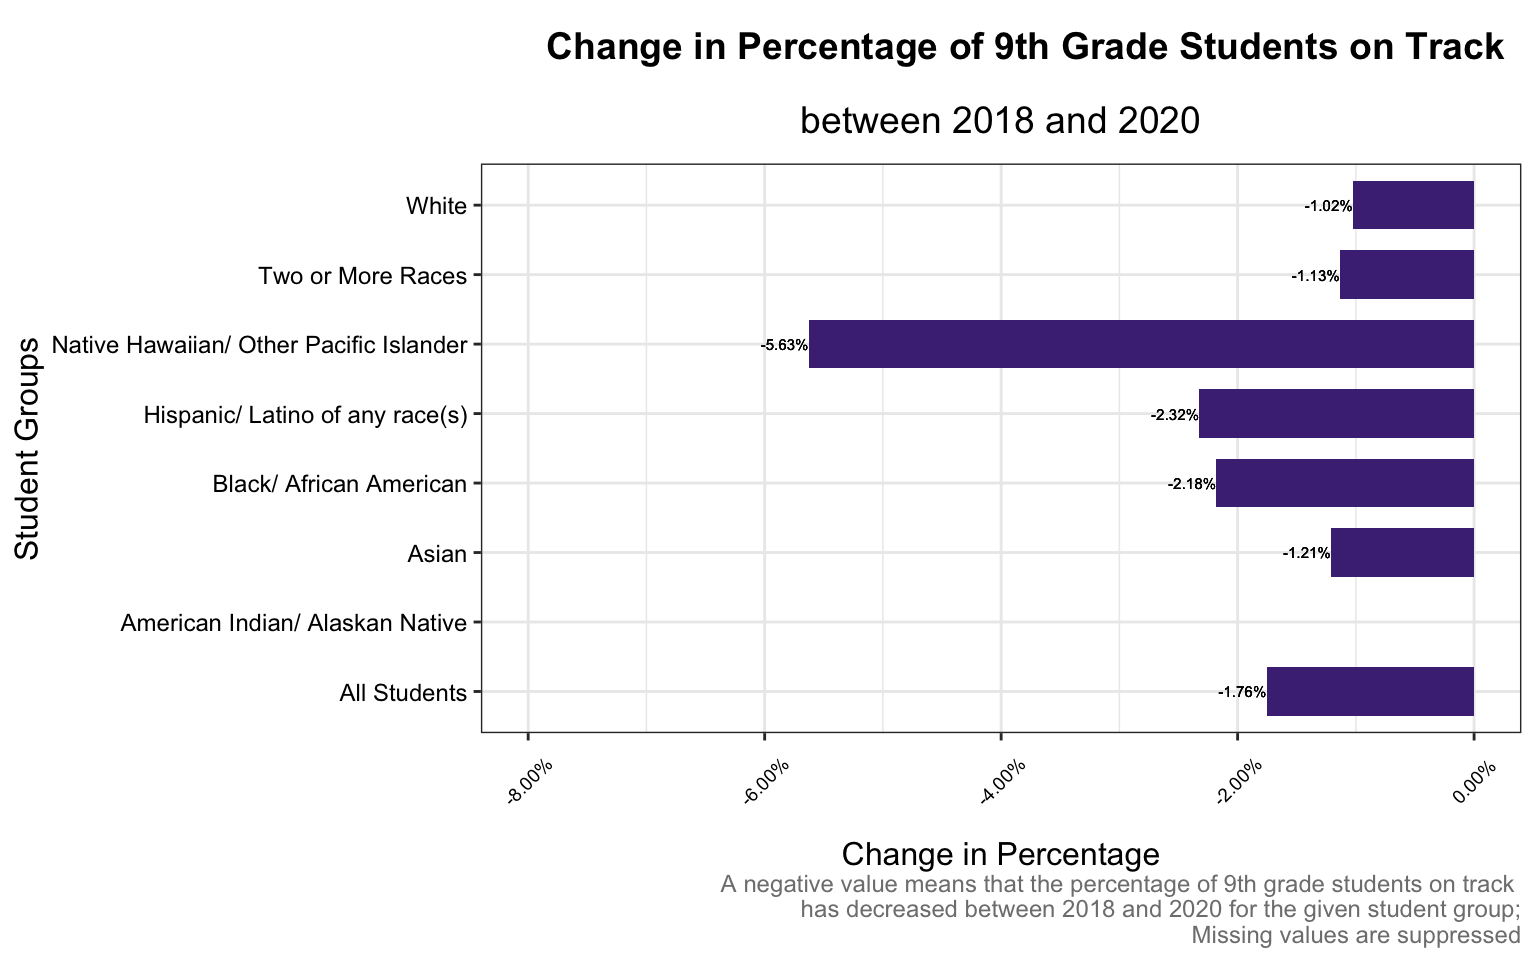 Change in Percentage of 9th Grade Students on Track
between 2018 and 2020
Student Groups
White
-1.02%
Two or More Races
-1.13%
Native Hawaiian/ Other Pacific Islander
-5.63%
Hispanic/ Latino of any race(s)
-2.32%
Black/ African American
-2.18%
Asian
-1.21%
American Indian/ Alaskan Native
All Students
-1.76%
-8.00%
-6.00%
-4.00%
-2.00%
0.00%
Change in Percentage
A negative value means that the percentage of 9th grade students on track
has decreased between 2018 and 2020 for the given student group;
Missing values are suppressed